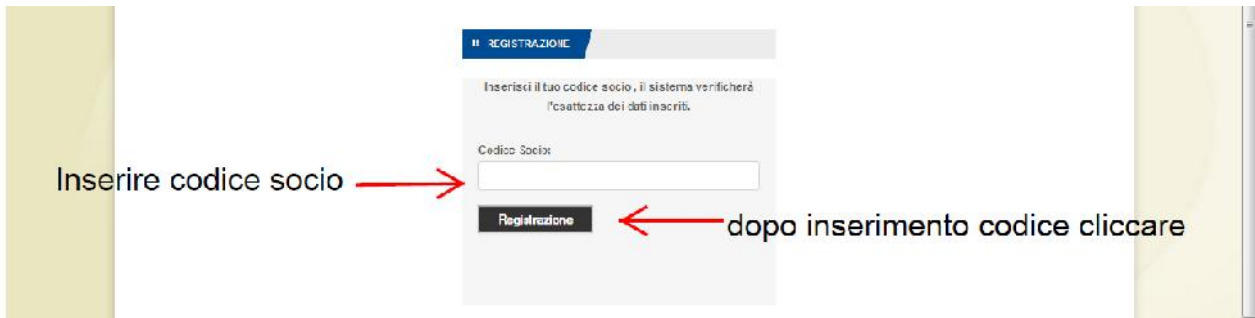 REGISTRAZIONE
Inserisci il tuo codice socio, il sistema verificherà
l'esattezza dei dati inseriti.
Codice Socio:
Inserire codice socio
Registrazione
dopo inserimento codice cliccare